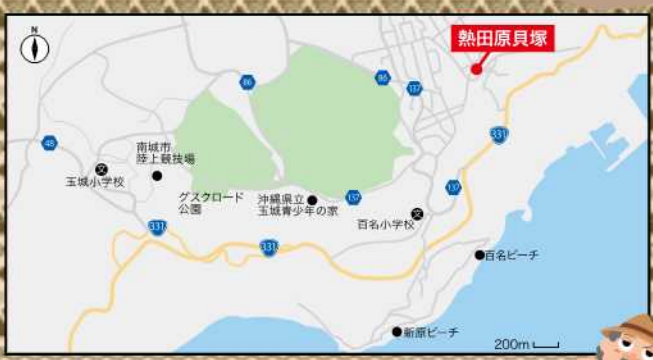 N
熱田原貝塚
86
86
137
331
48
南城市
陸上競技場
文
玉城小学校
グスクロード
公園
沖縄県立
玉城青少年の家
137
137
文
百名小学校
331
331
百名ビーチ
新原ビーチ
200m